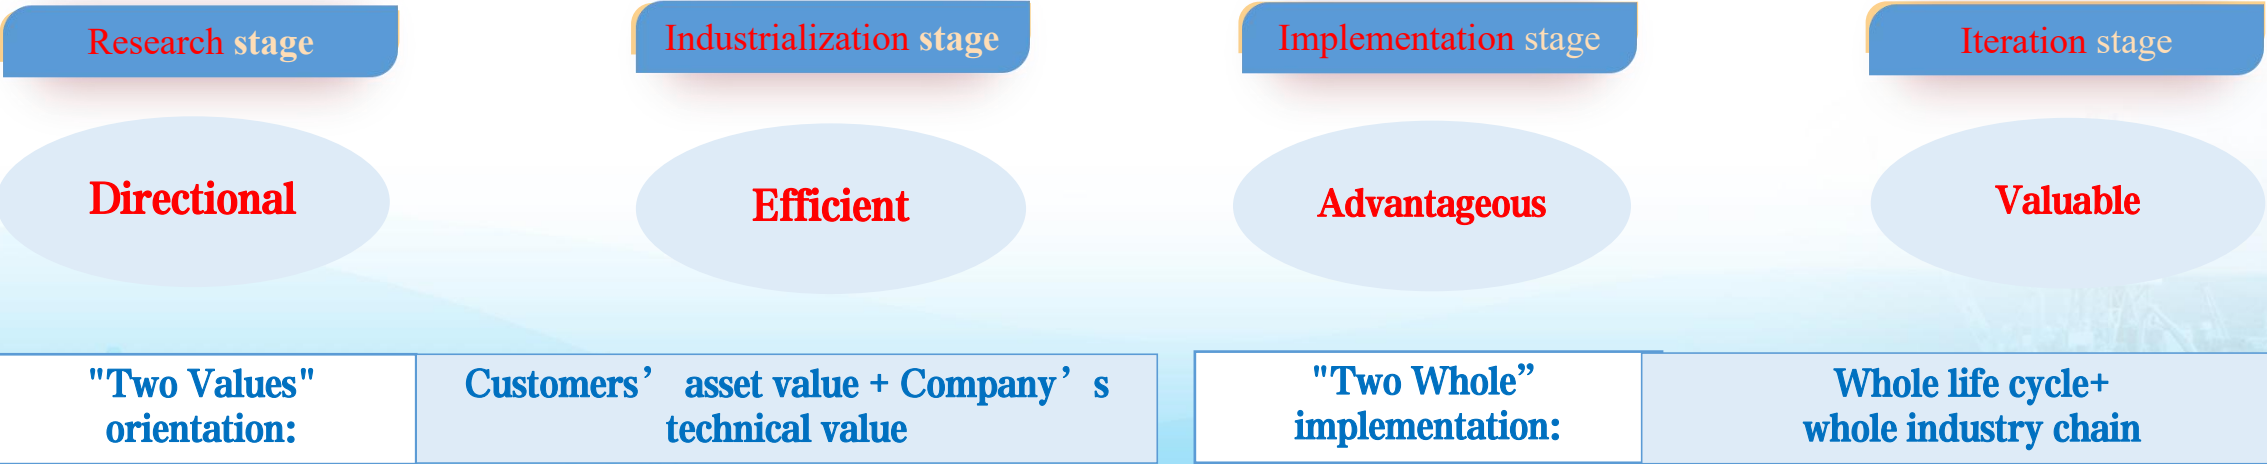 Research stage
Industrialization stage
Implementation stage
Iteration stage
Directional
Efficient
Advantageous
Valuable
"Two Values"
orientation:
Customers’ asset value + Company’s
technical value
"Two Whole”
implementation:
Whole life cycle+
whole industry chain